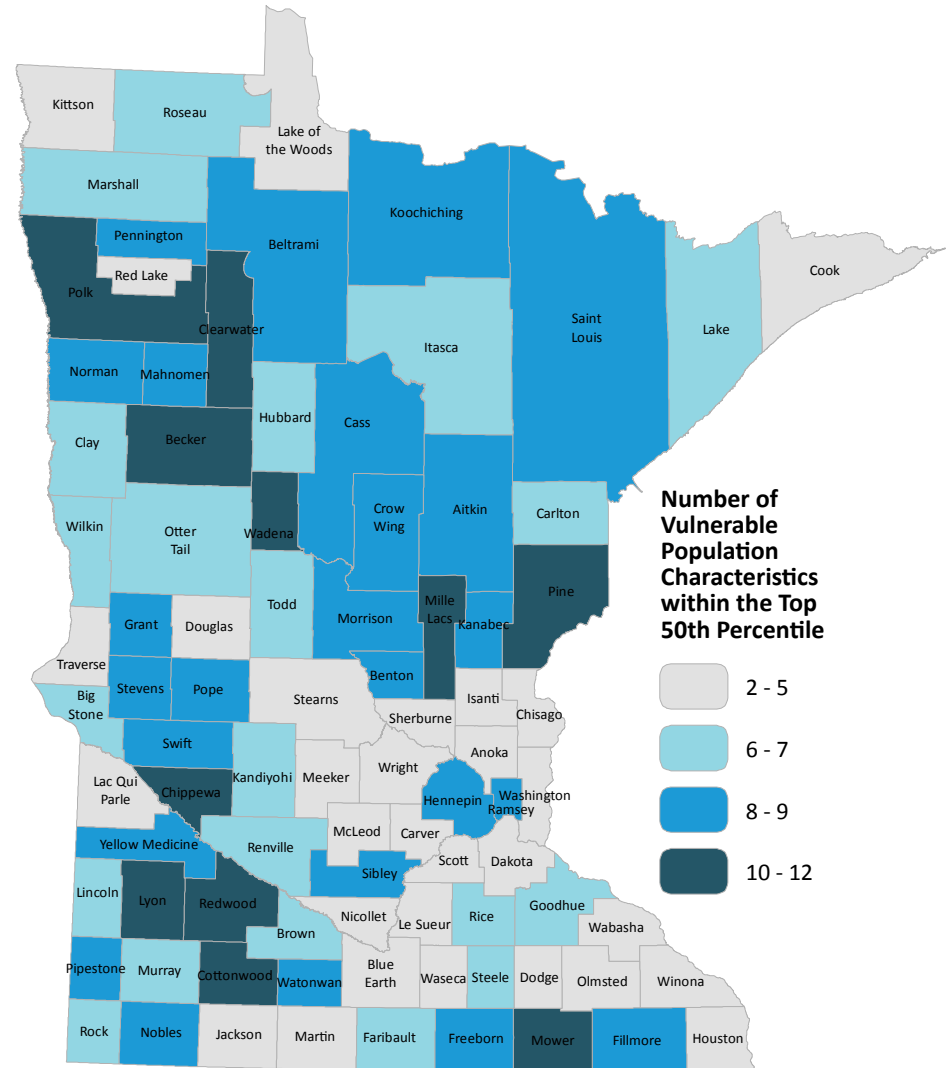 Kittson
Roseau
Lake of
the Woods
Marshall
Koochiching
Pennington
Beltrami
Red Lake
Cook
Polk
Saint
Louis
Clearwater
Lake
Itasca
Norman
Mahnomen
Hubbard
Cass
Clay
Becker
Number of
Vulnerable
Population
Characteristics
within the Top
50th Percentile
2 - 5
6 - 7
8 - 9
10 - 12
Crow
Wing
Aitkin
Carlton
Wilkin
Otter
Tail
Wadena
Pine
Todd
Mille
Lacs
Morrison
Kanabec
Grant
Douglas
Traverse
Benton
Stevens
Pope
Big
Stone
Stearns
Isanti
Sherburne
Chisago
Swift
Anoka
Wright
Kandiyohi
Meeker
Lac Qui
Parle
Chippewa
Hennepin
Washington
Ramsey
McLeod
Carver
Yellow Medicine
Renville
Scott
Dakota
Sibley
Lincoln
Lyon
Redwood
Nicollet
Le Sueur
Rice
Goodhue
Wabasha
Brown
Pipestone
Murray
Cottonwood
Watonwan
Blue
Earth
Waseca
Steele
Dodge
Olmsted
Winona
Rock
Nobles
Jackson
Martin
Faribault
Freeborn
Mower
Fillmore
Houston